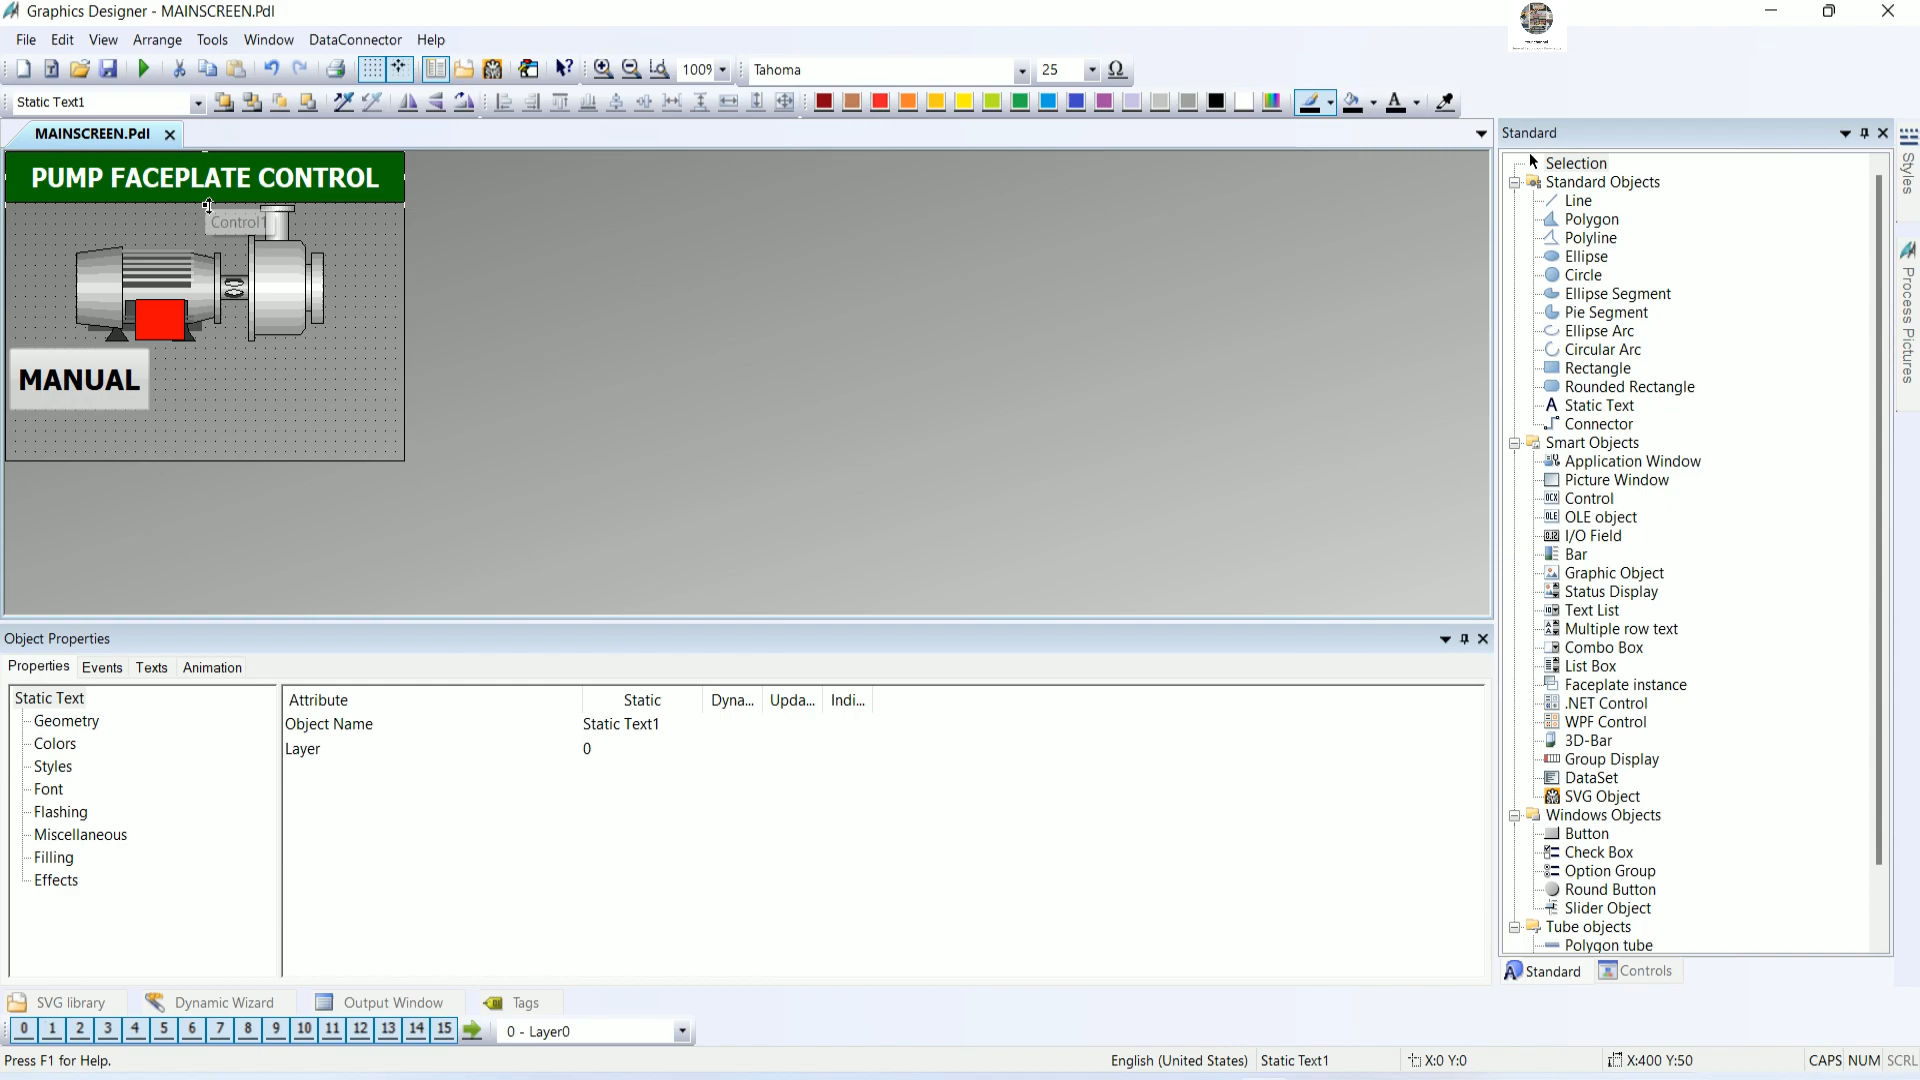 Graphics Designer - MAINSCREEN.Pdl
File Edit View Arrange Tools Window DataConnector Help
100% Tahoma 25 Ω
Static Text1
MAINSCREEN.Pdl
PUMP FACEPLATE CONTROL
Control1
MANUAL
Object Properties
Properties Events Texts Animation
Static Text
Geometry
Colors
Styles
Font
Flashing
Miscellaneous
Filling
Effects
Attribute Static Dyna... Upda... Indi...
Object Name Static Text1
Layer 0
SVG library Dynamic Wizard Output Window Tags
0 1 2 3 4 5 6 7 8 9 10 11 12 13 14 15 0 - Layer0
Press F1 for Help. English (United States) Static Text1 X:0 Y:0 X:400 Y:50 CAPS NUM SCRL
Standard
Selection
Standard Objects
Line
Polygon
Polyline
Ellipse
Circle
Ellipse Segment
Pie Segment
Ellipse Arc
Circular Arc
Rectangle
Rounded Rectangle
A Static Text
Connector
Smart Objects
Application Window
Picture Window
OCX Control
OLE OLE object
0.12 I/O Field
Bar
Graphic Object
Status Display
Text List
Multiple row text
Combo Box
List Box
Faceplate instance
.NET Control
WPF Control
3D-Bar
Group Display
DataSet
SVG Object
Windows Objects
Button
Check Box
Option Group
Round Button
Slider Object
Tube objects
Polygon tube
Standard Controls
Styles
Process Pictures